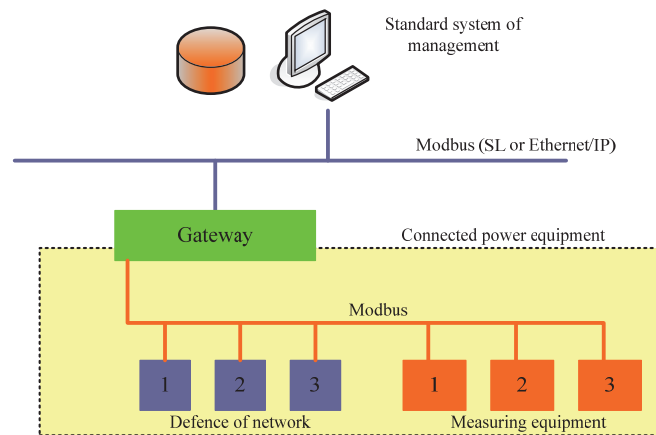 Standard system of
management
Modbus (SL or Ethernet/IP)
Gateway
Connected power equipment
Modbus
1 2 3 1 2 3
Defence of network Measuring equipment